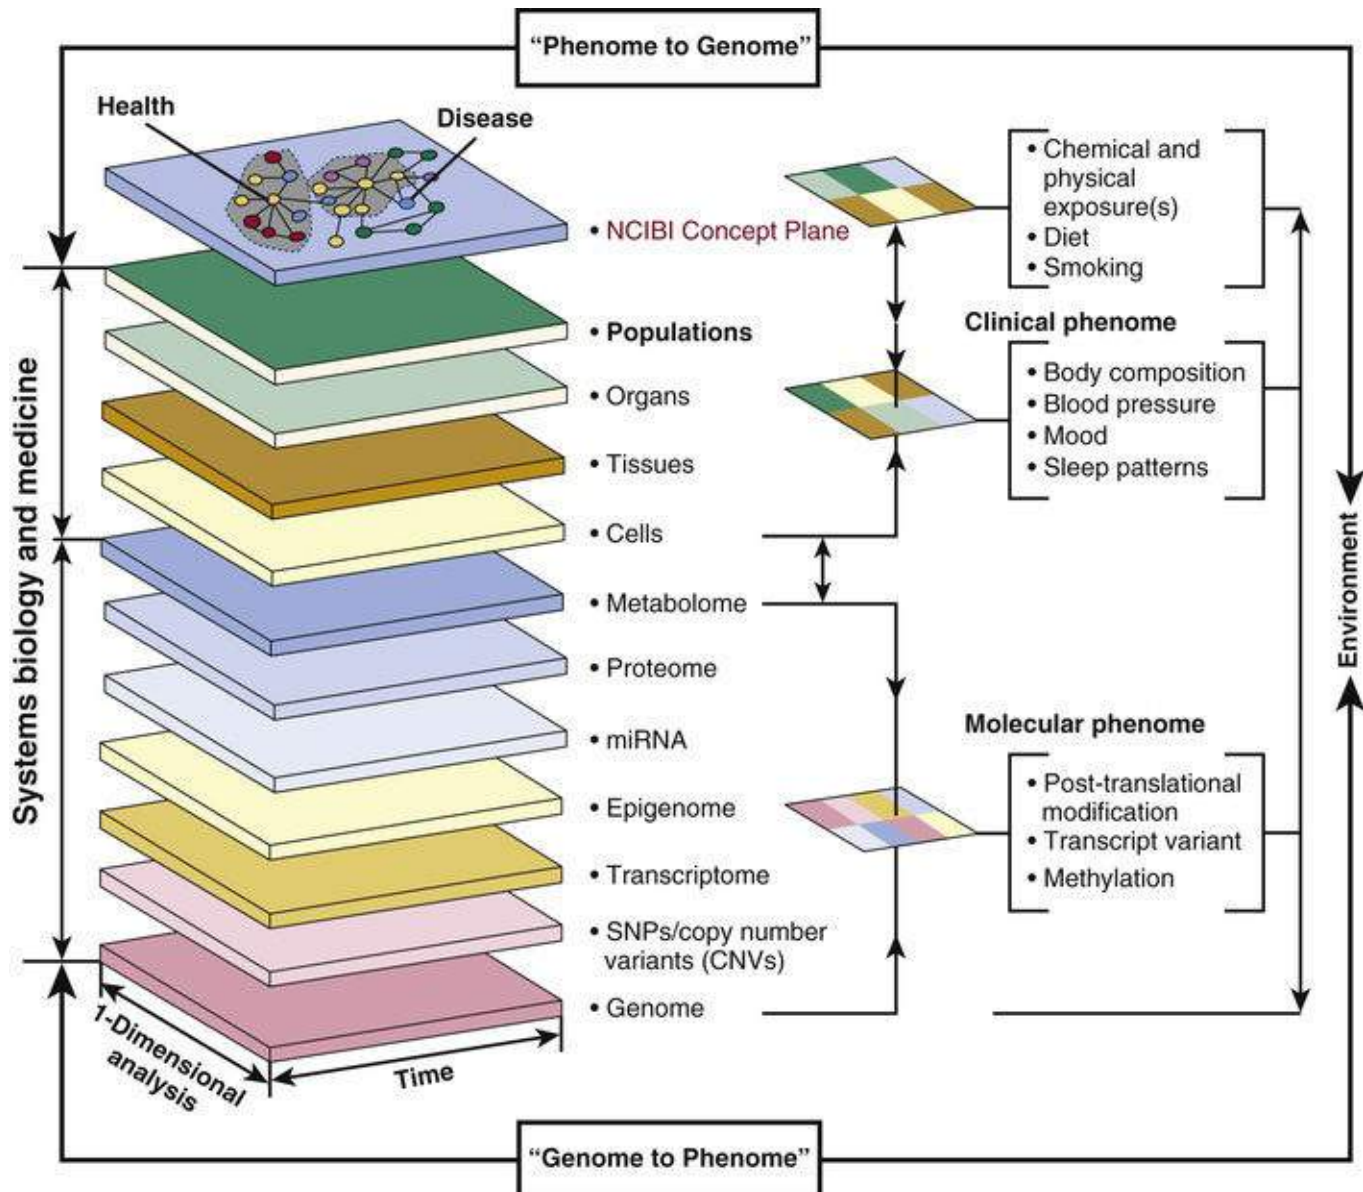 “Phenome to Genome”
Health
Disease
• NCIBI Concept Plane
• Populations
• Organs
• Tissues
• Cells
• Metabolome
• Proteome
• miRNA
• Epigenome
• Transcriptome
• SNPs/copy number
variants (CNVs)
• Genome
Systems biology and medicine
1-Dimensional
analysis
Time
• Chemical and
physical
exposure(s)
• Diet
• Smoking
Clinical phenome
• Body composition
• Blood pressure
• Mood
• Sleep patterns
Molecular phenome
• Post-translational
modification
• Transcript variant
• Methylation
Environment
“Genome to Phenome”